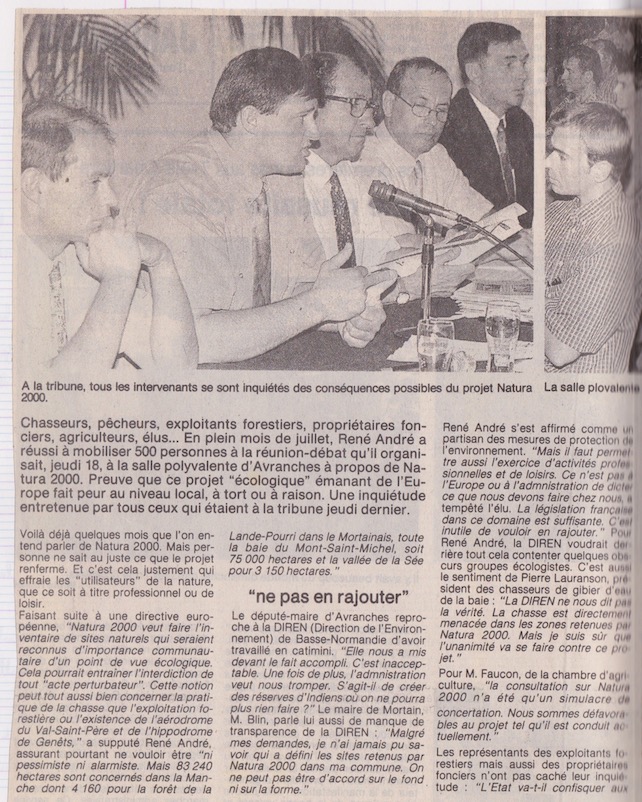 A la tribune, tous les intervenants se sont inquiétés des conséquences possibles du projet Natura
2000.
La salle
Chasseurs, pêcheurs, exploitants forestiers, propriétaires fon-
ciers, agriculteurs, élus... En plein mois de juillet, René André a
réussi à mobiliser 500 personnes à la réunion-débat qu'il organi-
sait, jeudi 18, à la salle polyvalente d'Avranches à propos de Na-
tura 2000. Preuve que ce projet "écologique" émanant de l'Eu-
rope fait peur au niveau local, à tort ou à raison. Une inquiétude
entretenue par tous ceux qui étaient à la tribune jeudi dernier.
Voilà déjà quelques mois que l'on en-
tend parler de Natura 2000. Mais per-
sonne ne sait au juste ce que le projet
renferme. Et c'est cela justement qui
effraie les "utilisateurs" de la nature,
que ce soit à titre professionnel ou de
loisir.
Faisant suite à une directive euro-
péenne, "Natura 2000 veut faire l'in-
ventaire de sites naturels qui seraient
reconnus d'importance communau-
taire d'un point de vue écologique.
Cela pourrait entraîner l'interdiction de
tout "acte perturbateur". Cette notion
peut tout aussi bien concerner la prati-
que de la chasse que l'exploitation fo-
restière ou l'existence de l'aérodrome
du Val-Saint-Père et de l'hippodrome
de Genêts," a supputé René André,
assurant pourtant ne vouloir être "ni
pessimiste ni alarmiste. Mais 83 240
hectares sont concernés dans la Man-
che dont 4 160 pour la forêt de la
Lande-Pourri dans le Mortainais, toute
la baie du Mont-Saint-Michel, soit
75 000 hectares et la vallée de la Sée
pour 3 150 hectares."
"ne pas en rajouter"
Le député-maire d'Avranches repro-
che à la DIREN (Direction de l'Environ-
nement) de Basse-Normandie d'avoir
travaillé en catimini. "Elle nous a mis
devant le fait accompli. C'est inaccep-
table. Une fois de plus, l'admnistration
veut nous tromper. S'agit-il de créer
des réserves d'Indiens où on ne pourra
plus rien faire ?" Le maire de Mortain,
M. Blin, parle lui aussi de manque de
transparence de la DIREN : "Malgré
mes demandes, je n'ai jamais pu sa-
voir qui a défini les sites retenus par
Natura 2000 dans ma commune. On
ne peut pas être d'accord sur le fond
ni sur la forme."
René André s'est affirmé comme un
partisan des mesures de protection de
l'environnement. "Mais il faut permet-
tre aussi l'exercice d'activités profes-
sionnelles et de loisirs. Ce n'est pas à
l'Europe ou à l'admnistration de dicter
ce que nous devons faire chez nous, a
tempêté l'élu. La législation française
dans ce domaine est suffisante. C'est
inutile de vouloir en rajouter." Pour
René André, la DIREN voudrait der-
rière tout cela contenter quelques obs-
curs groupes écologistes. C'est aussi
le sentiment de Pierre Lauranson, pré-
sident des chasseurs de gibier d'eau
de la baie : "La DIREN ne nous dit pas
la vérité. La chasse est directement
menacée dans les zones retenues par
Natura 2000. Mais je suis sûr que
l'unanimité va se faire contre ce pro-
jet."
Pour M. Faucon, de la chambre d'agri-
culture, "la consultation sur Natura
2000 n'a été qu'un simulacre de
concertation. Nous sommes défavora-
bles au projet tel qu'il est conduit ac-
tuellement."
Les représentants des exploitants fo-
restiers mais aussi des propriétaires
fonciers n'ont pas caché leur inquié-
tude : "L'Etat va-t-il confisquer aux